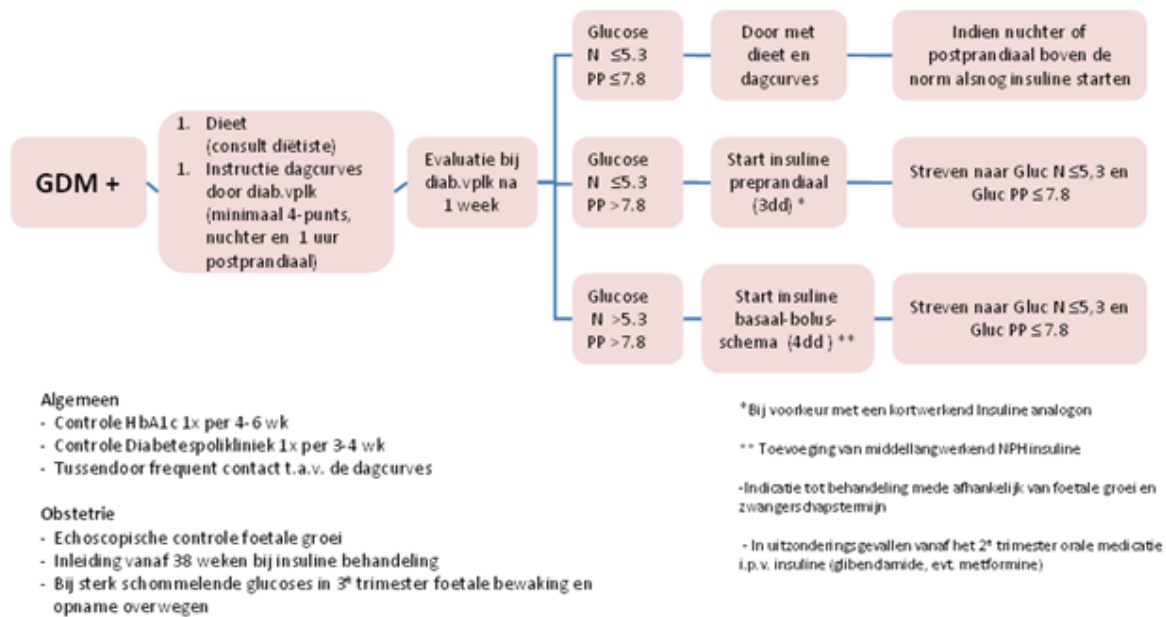 GDM +
1. Dieet
(consult diëtiste)
1. Instructie dagcurves
door diab.vplk
(minimaal 4-punts,
nuchter en 1 uur
postprandiaal)
Evaluatie bij
diab.vplk na
1 week
Glucose
N ≤5.3
PP ≤7.8
Door met
dieet en
dagcurves
Indien nuchter of
postprandiaal boven de
norm alsnog insuline starten
Glucose
N ≤5.3
PP >7.8
Start insuline
preprandiaal
(3dd) *
Streven naar Gluc N ≤5,3 en
Gluc PP ≤7.8
Glucose
N >5.3
PP >7.8
Start insuline
basaal-bolus-
schema (4dd ) **
Streven naar Gluc N ≤5,3 en
Gluc PP ≤7.8
Algemeen
- Controle HbA1c 1x per 4-6 wk
- Controle Diabetespolikliniek 1x per 3-4 wk
- Tussendoor frequent contact t.a.v. de dagcurves
Obstetrie
- Echoscopische controle foetale groei
- Inleiding vanaf 38 weken bij insuline behandeling
- Bij sterk schommelende glucoses in 3e trimester foetale bewaking en
opname overwegen
*Bij voorkeur met een kortwerkend Insuline analogon
** Toevoeging van middellangwerkend NPH insuline
-Indicatie tot behandeling mede afhankelijk van foetale groei en
zwangerschapstermijn
- In uitzonderingsgevallen vanaf het 2e trimester orale medicatie
i.p.v. insuline (glibendamide, evt. metformine)